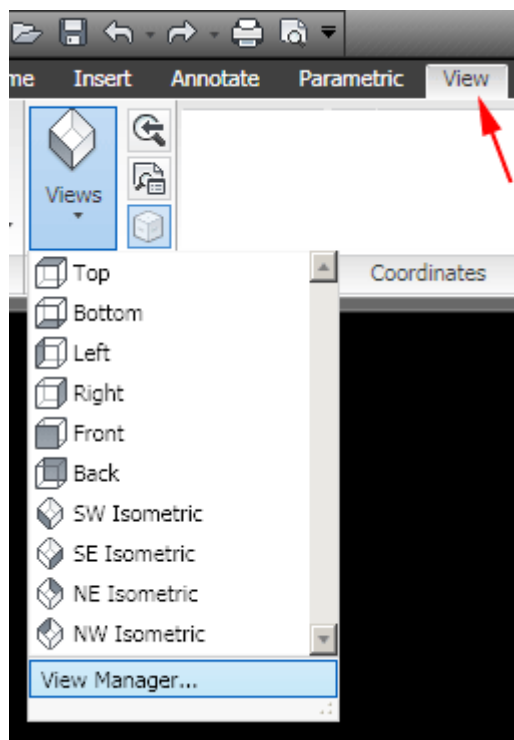 me Insert Annotate Parametric View
Views
Coordinates
Top
Bottom
Left
Right
Front
Back
SW Isometric
SE Isometric
NE Isometric
NW Isometric
View Manager...